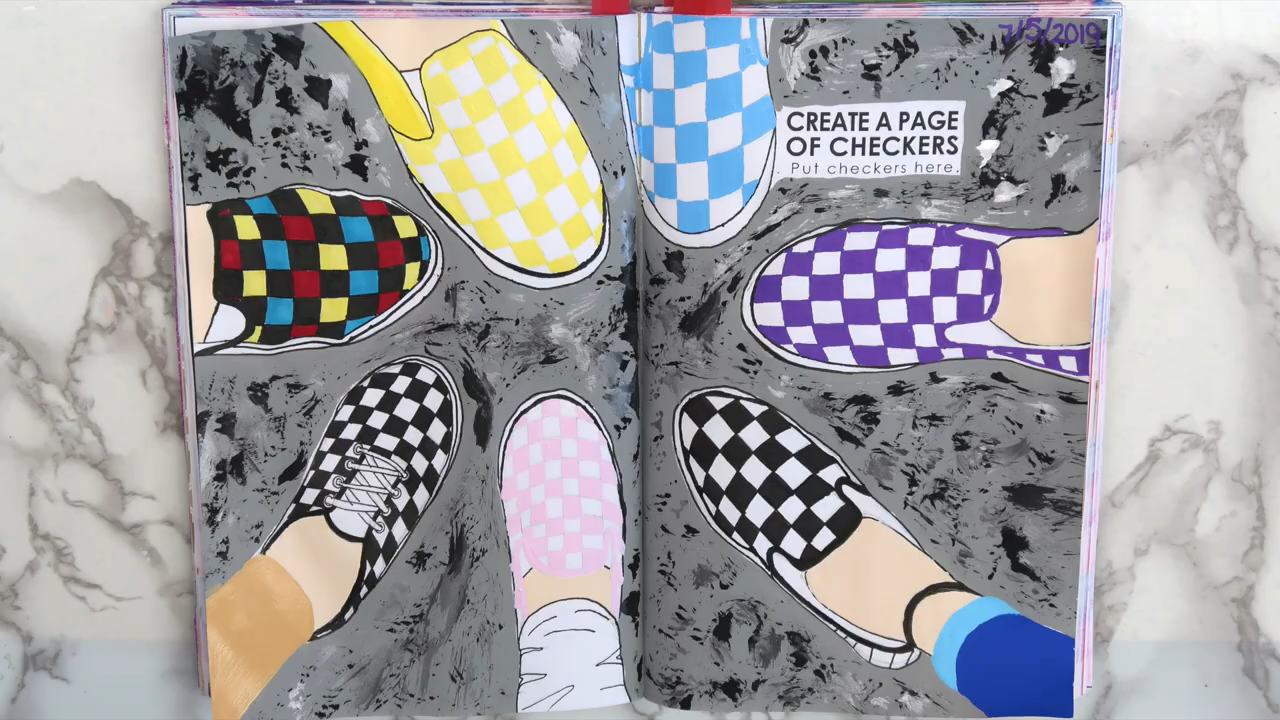 7/5/2019
CREATE A PAGE
OF CHECKERS
. Put checkers here.